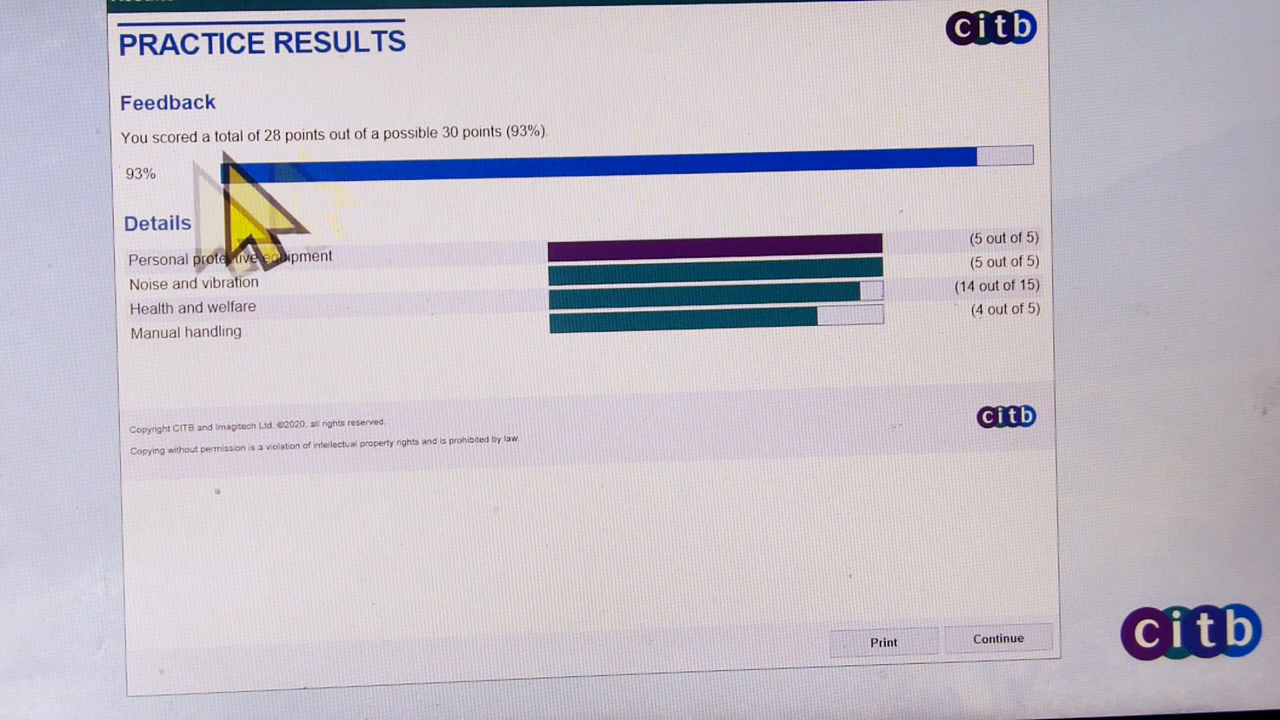 PRACTICE RESULTS
citb
Feedback
You scored a total of 28 points out of a possible 30 points (93%).
93%
Details
Personal protective equipment (5 out of 5)
Noise and vibration (5 out of 5)
Health and welfare (14 out of 15)
Manual handling (4 out of 5)
Copyright CITB and Imagitech Ltd. ©2020, all rights reserved.
citb
Copying without permission is a violation of intellectual property rights and is prohibited by law.
Print Continue
citb